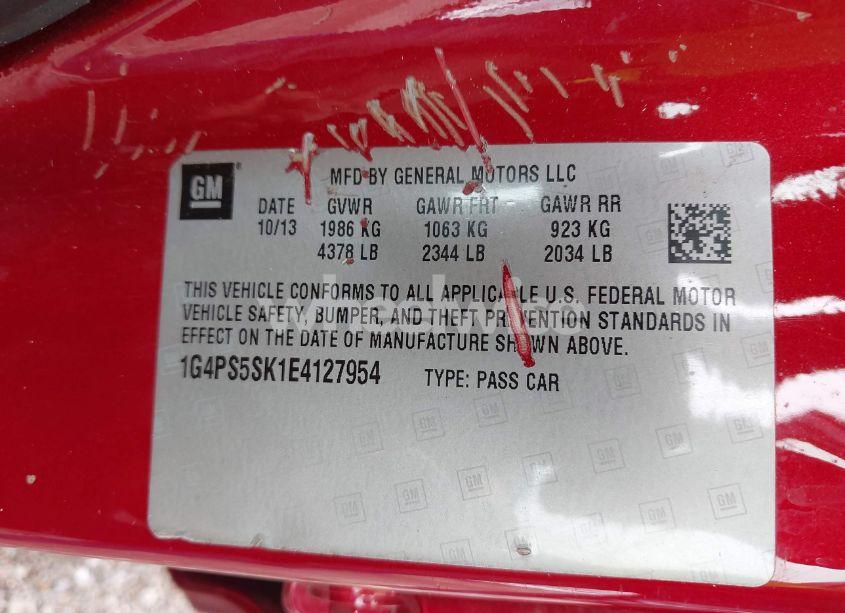 GM ® MFD BY GENERAL MOTORS LLC
DATE GVWR GAWR FRT GAWR RR
10/13 1986 KG 1063 KG 923 KG
4378 LB 2344 LB 2034 LB
THIS VEHICLE CONFORMS TO ALL APPLICABLE U.S. FEDERAL MOTOR
VEHICLE SAFETY, BUMPER, AND THEFT PREVENTION STANDARDS IN
EFFECT ON THE DATE OF MANUFACTURE SHOWN ABOVE.
1G4PS5SK1E4127954 TYPE: PASS CAR